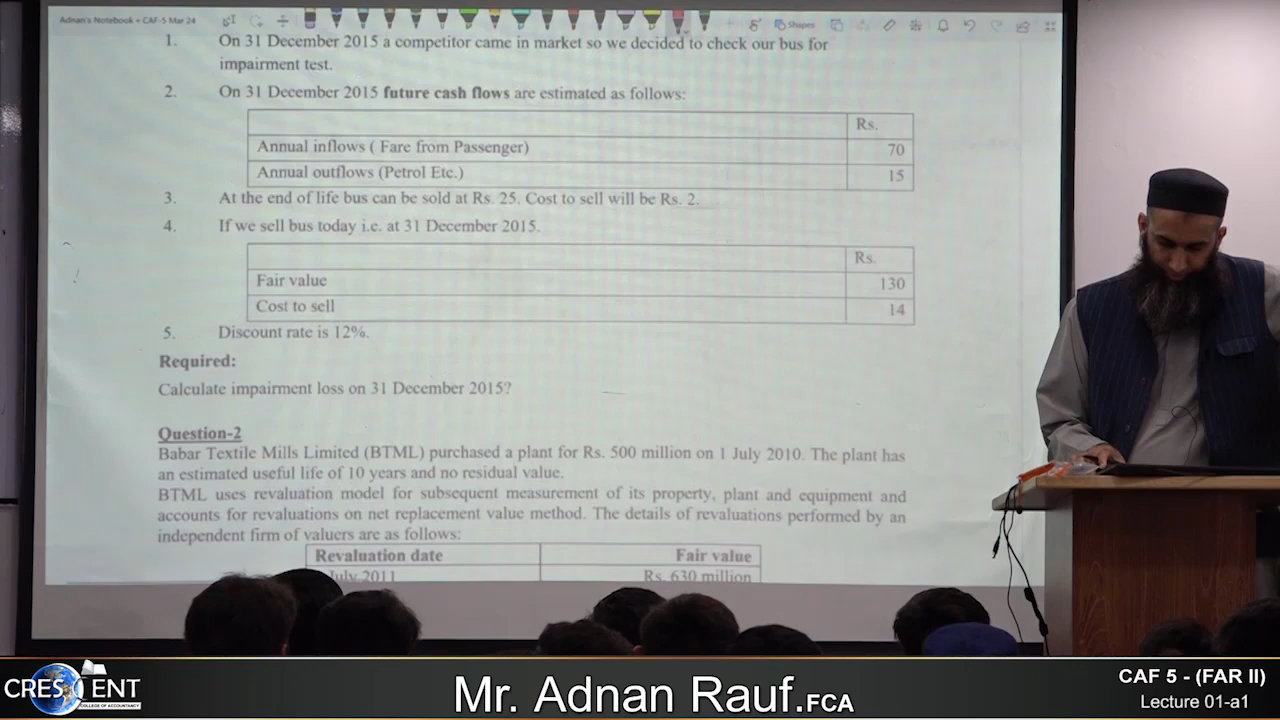 Adnan's Notebook » CAF-5 Mar 24
Shapes
1. On 31 December 2015 a competitor came in market so we decided to check our bus for
impairment test.
2. On 31 December 2015 future cash flows are estimated as follows:
Rs.
Annual inflows ( Fare from Passenger) 70
Annual outflows (Petrol Etc.) 15
3. At the end of life bus can be sold at Rs. 25. Cost to sell will be Rs. 2.
4. If we sell bus today i.e. at 31 December 2015.
Rs.
Fair value 130
Cost to sell 14
5. Discount rate is 12%.
Required:
Calculate impairment loss on 31 December 2015?
Question-2
Babar Textile Mills Limited (BTML) purchased a plant for Rs. 500 million on 1 July 2010. The plant has
an estimated useful life of 10 years and no residual value.
BTML uses revaluation model for subsequent measurement of its property, plant and equipment and
accounts for revaluations on net replacement value method. The details of revaluations performed by an
independent firm of valuers are as follows:
Revaluation date Fair value
July 2011 Rs. 630 million
CRESCENT
COLLEGE OF ACCOUNTANCY
Mr. Adnan Rauf.FCA
CAF 5 - (FAR II)
Lecture 01-a1